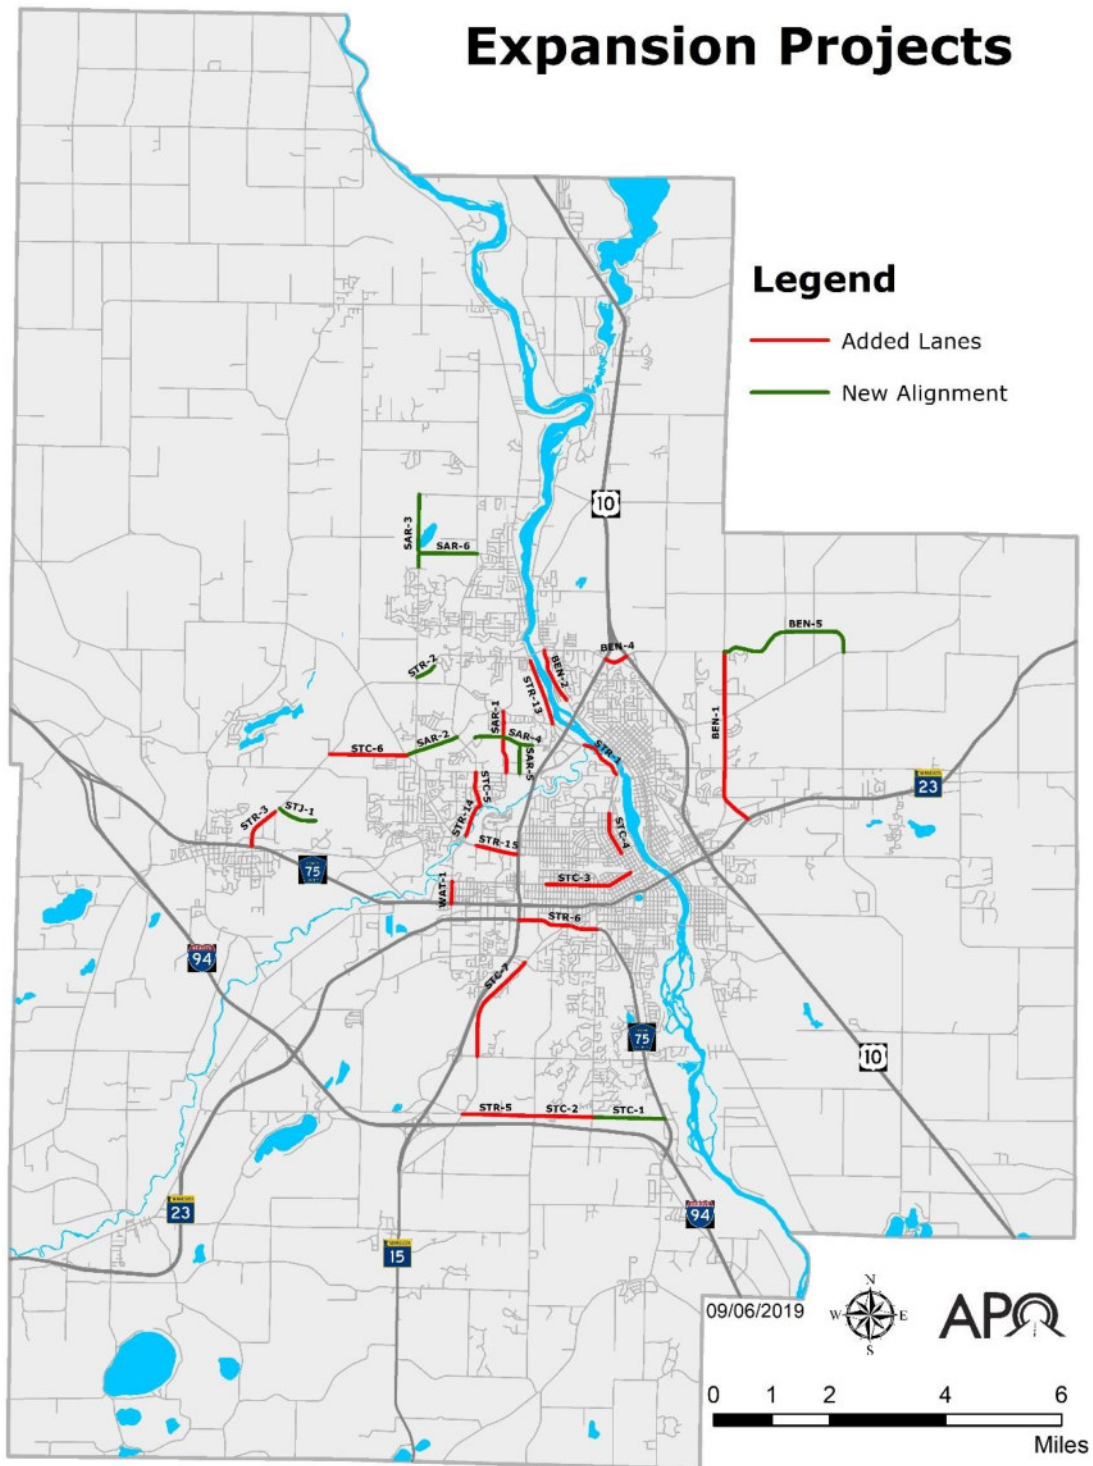 Expansion Projects
Legend
Added Lanes
New Alignment
10
SAR-3
SAR-6
BEN-5
BEN-4
BEN-2
STR-2
STR-13
SAR-1
BEN-1
SAR-4
SAR-2
STC-6
SAR-5
STR-1
23
STC-5
STR-3
STJ-1
STR-14
STC-4
STR-15
75
STC-3
WAT-1
STR-6
94
STC-7
75
10
STR-5
STC-2
STC-1
23
94
15
09/06/2019
N
W
E
S
APO
0 1 2 4 6
Miles